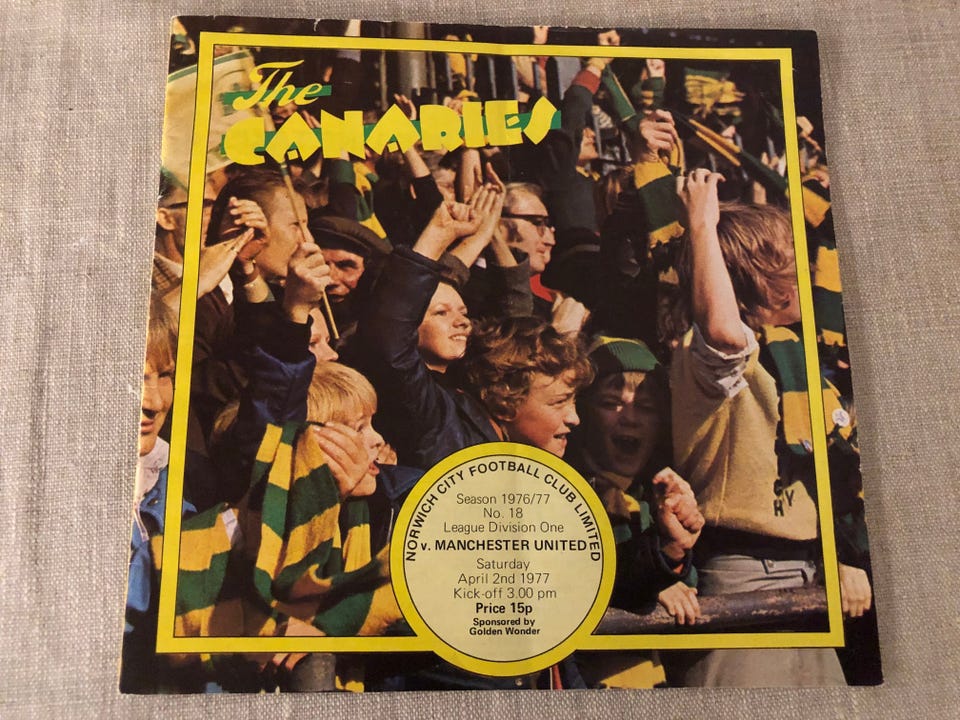 The
CANARIES
NORWICH CITY FOOTBALL CLUB LIMITED
Season 1976/77
No. 18
League Division One
v. MANCHESTER UNITED
Saturday
April 2nd 1977
Kick-off 3.00 pm
Price 15p
Sponsored by
Golden Wonder